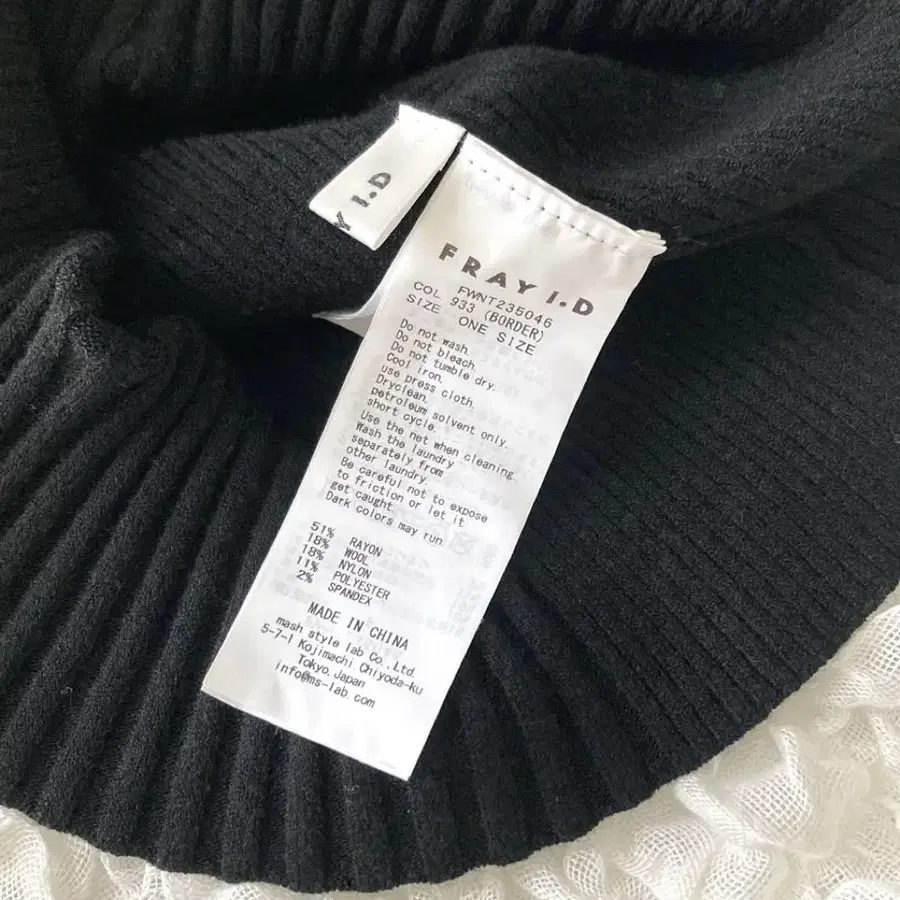 Y I.D
FRAY I.D
FWNT235046
COL 933 (BORDER)
SIZE ONE SIZE
Do not wash.
Do not bleach.
Do not tumble dry.
Cool iron.
use press cloth.
Dryclean.
petroleum solvent only.
short cycle.
Use the net when cleaning.
Wash the laundry
separately from
other laundry.
Be careful not to expose
to friction or let it
get caught.
Dark colors may run.
51% RAYON
18% WOOL
18% NYLON
11% POLYESTER
2% SPANDEX
MADE IN CHINA
mash style lab Co.,Ltd.
5-7-1 Kojimachi,Chiyoda-ku
Tokyo,Japan
info@ms-lab.com